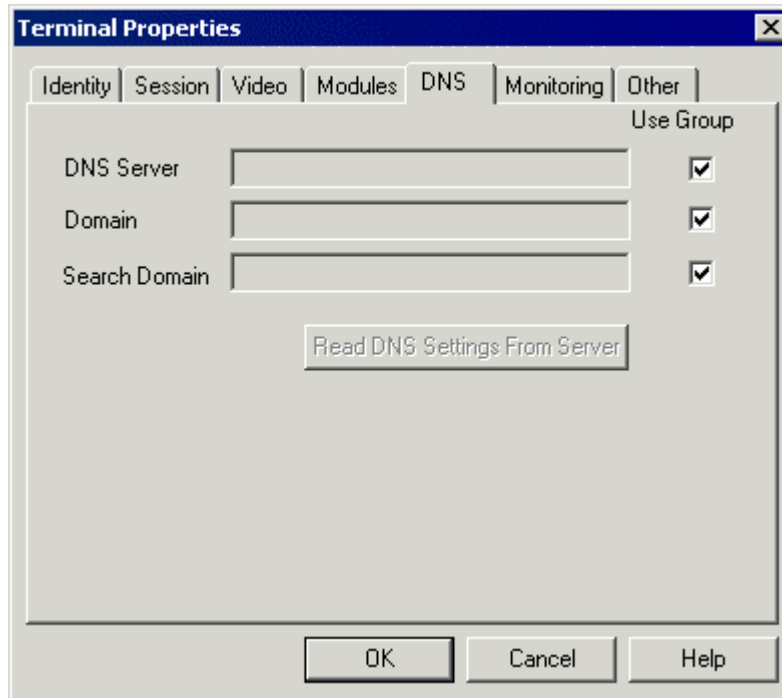 Terminal Properties
Identity Session Video Modules DNS Monitoring Other
Use Group
DNS Server
Domain
Search Domain
Read DNS Settings From Server
OK Cancel Help